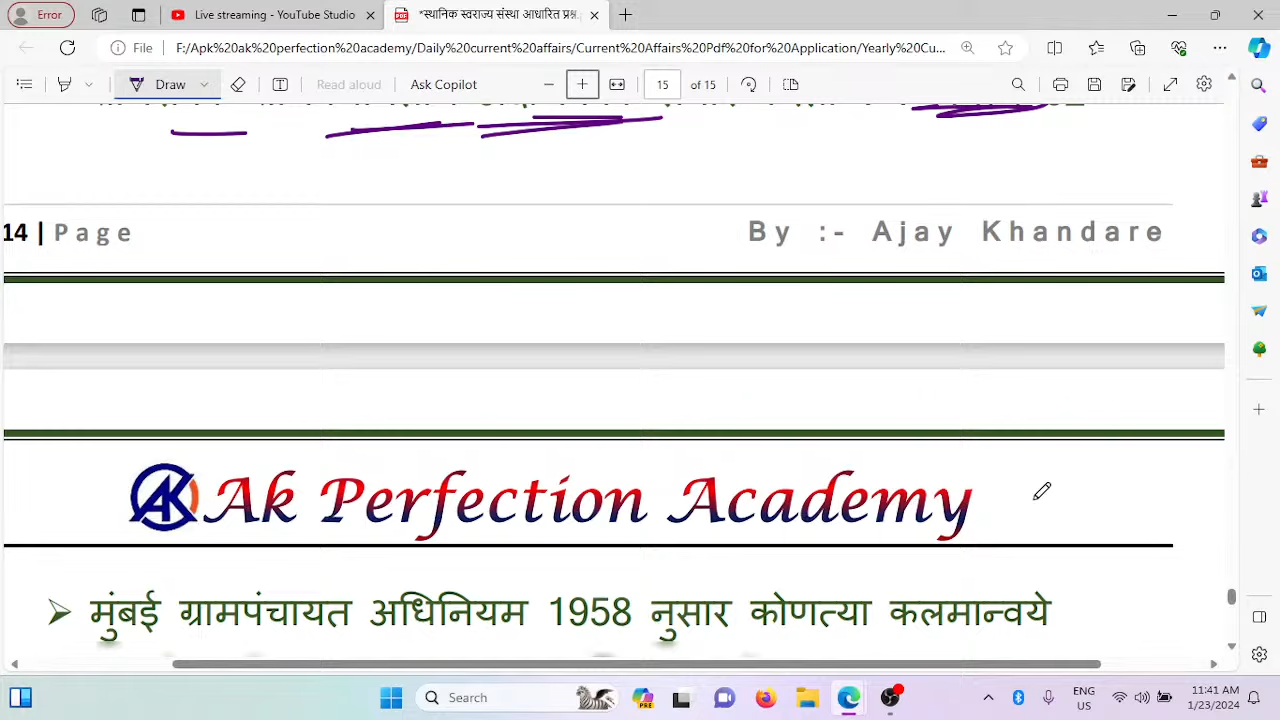 Error
Live streaming - YouTube Studio
*स्थानिक स्वराज्य संस्था आधारित प्रश्न.
File
F:/Apk%20ak%20perfection%20academy/Daily%20current%20affairs/Current%20Affairs%20Pdf%20for%20Application/Yearly%20Cu...
Draw
Read aloud
Ask Copilot
15 of 15
14 | Page
By :- Ajay Khandare
AK Ak Perfection Academy
➢ मुंबई ग्रामपंचायत अधिनियम 1958 नुसार कोणत्या कलमान्वये
Search
PRE
ENG
US
11:41 AM
1/23/2024